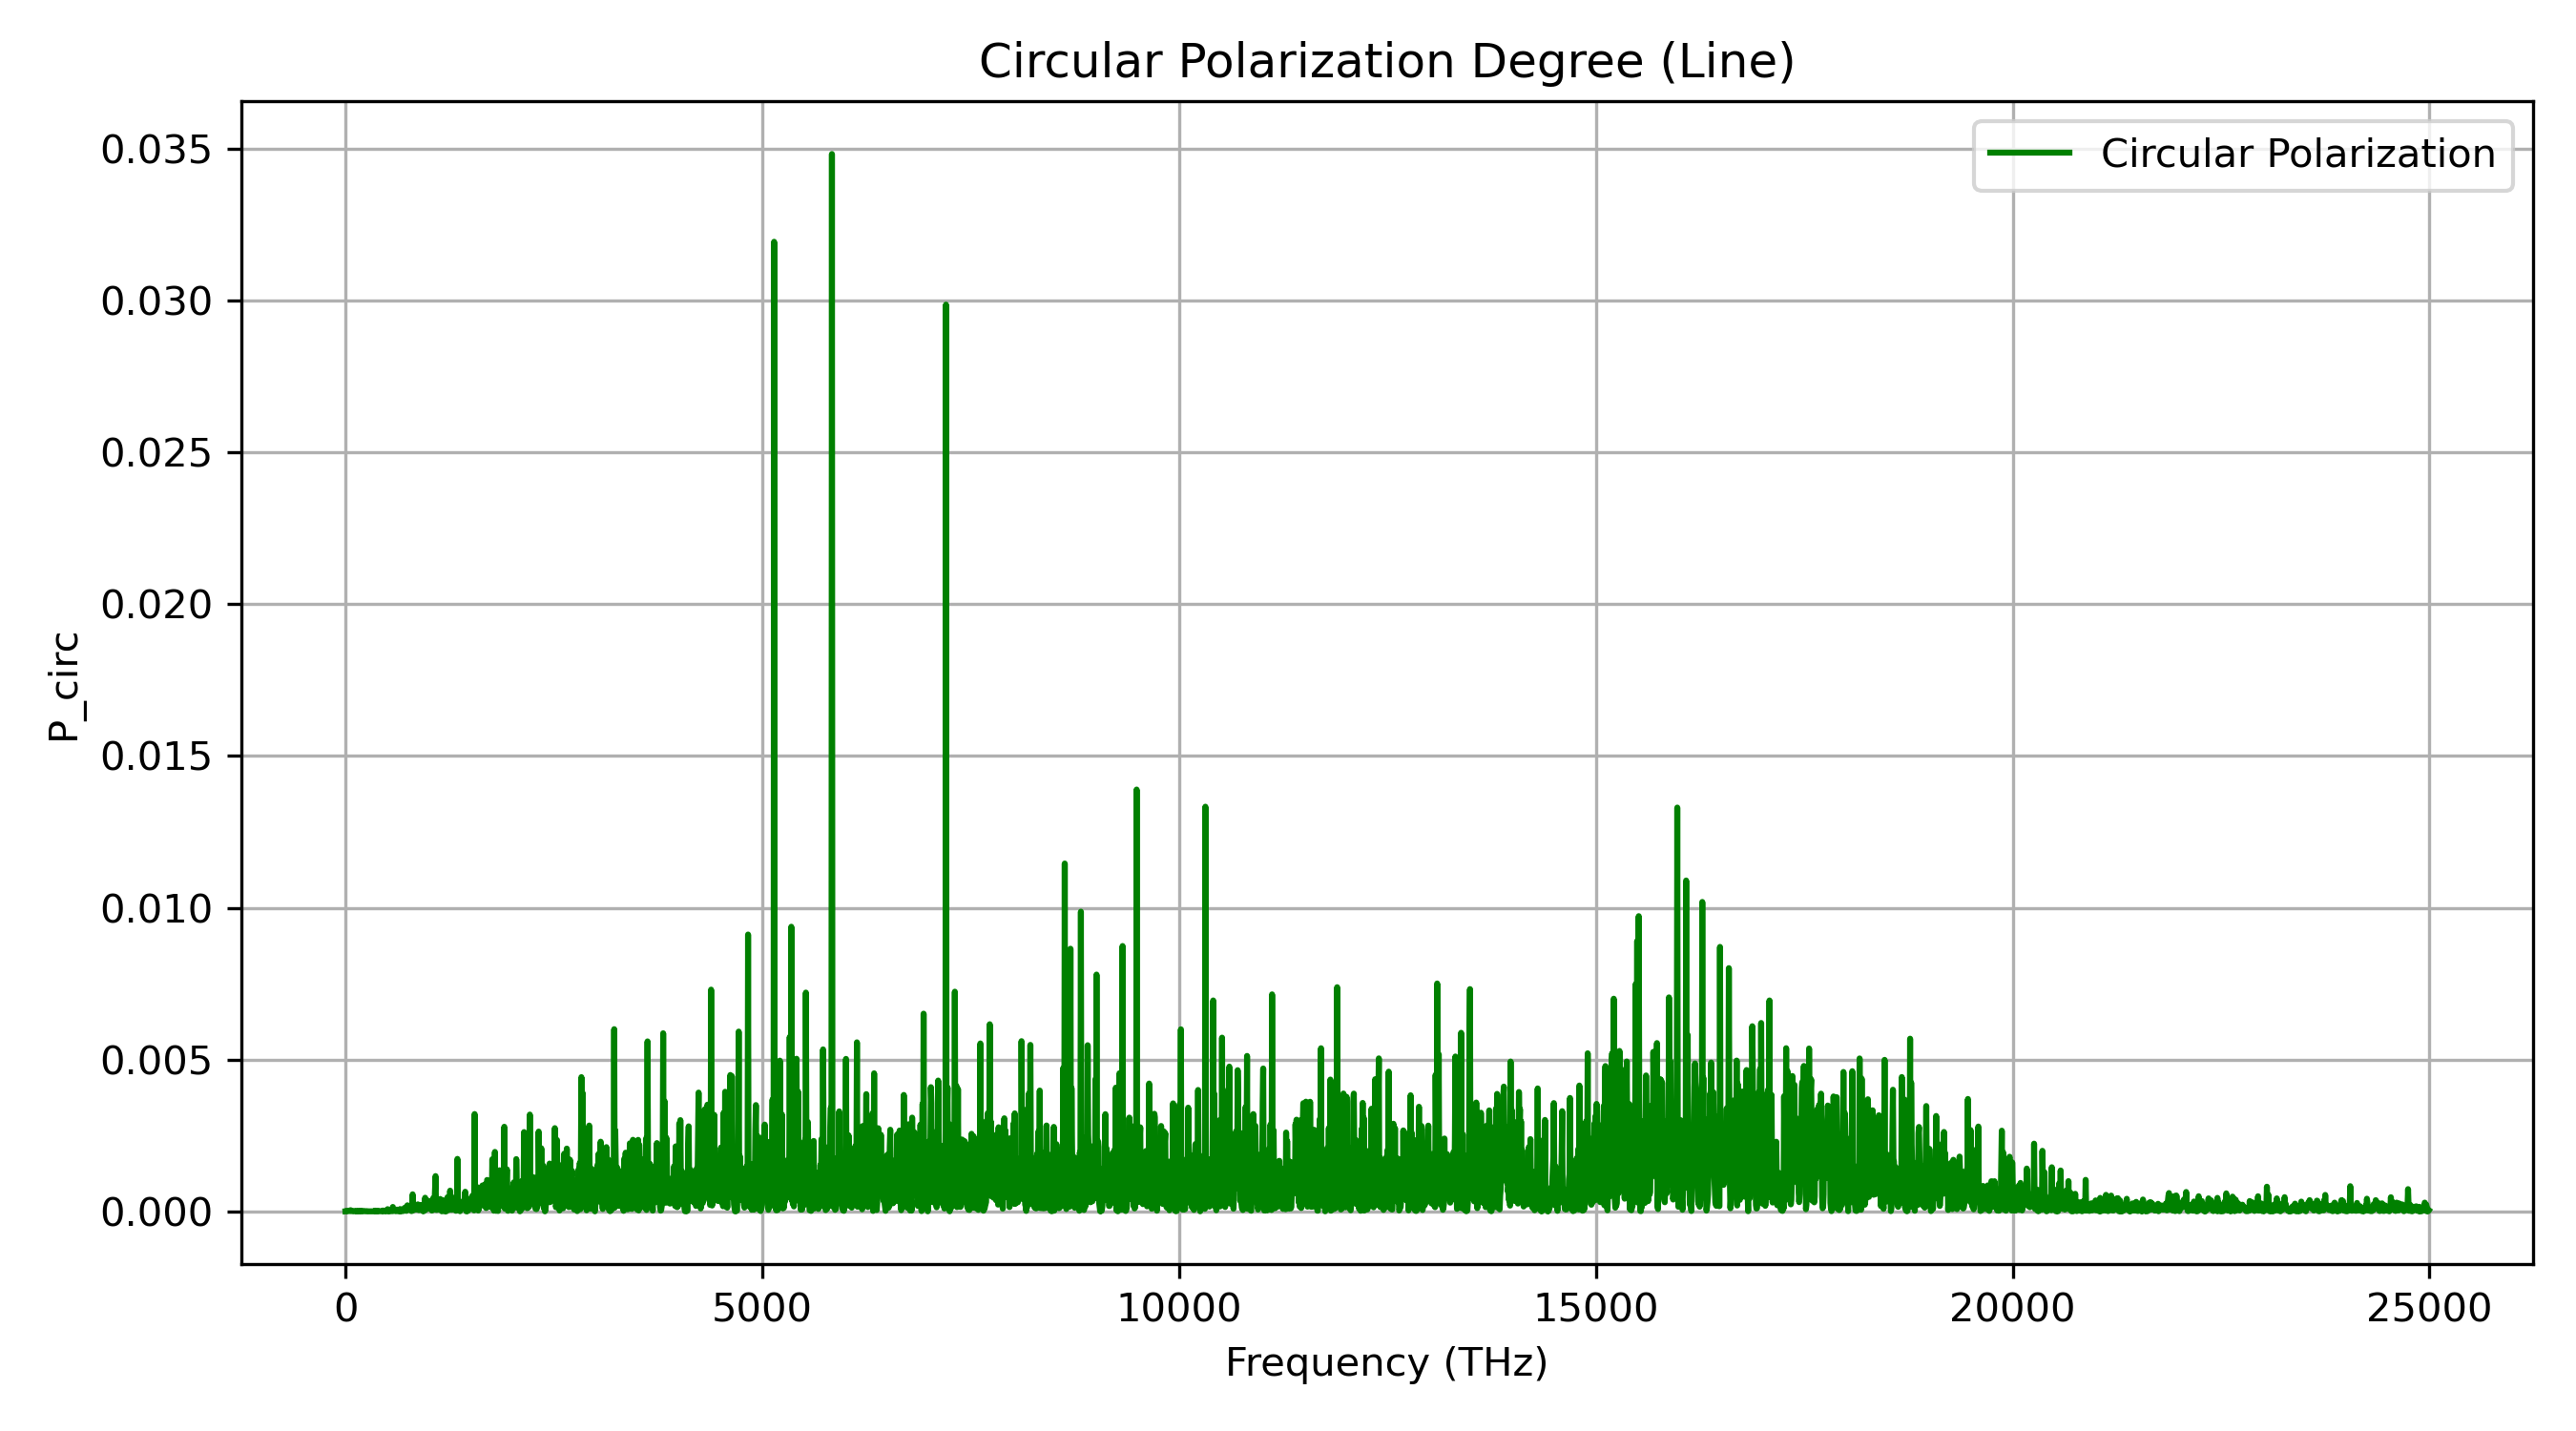 Circular Polarization Degree (Line)
Circular Polarization
0.035
0.030
0.025
0.020
0.015
0.010
0.005
0.000
P_circ
0 5000 10000 15000 20000 25000
Frequency (THz)